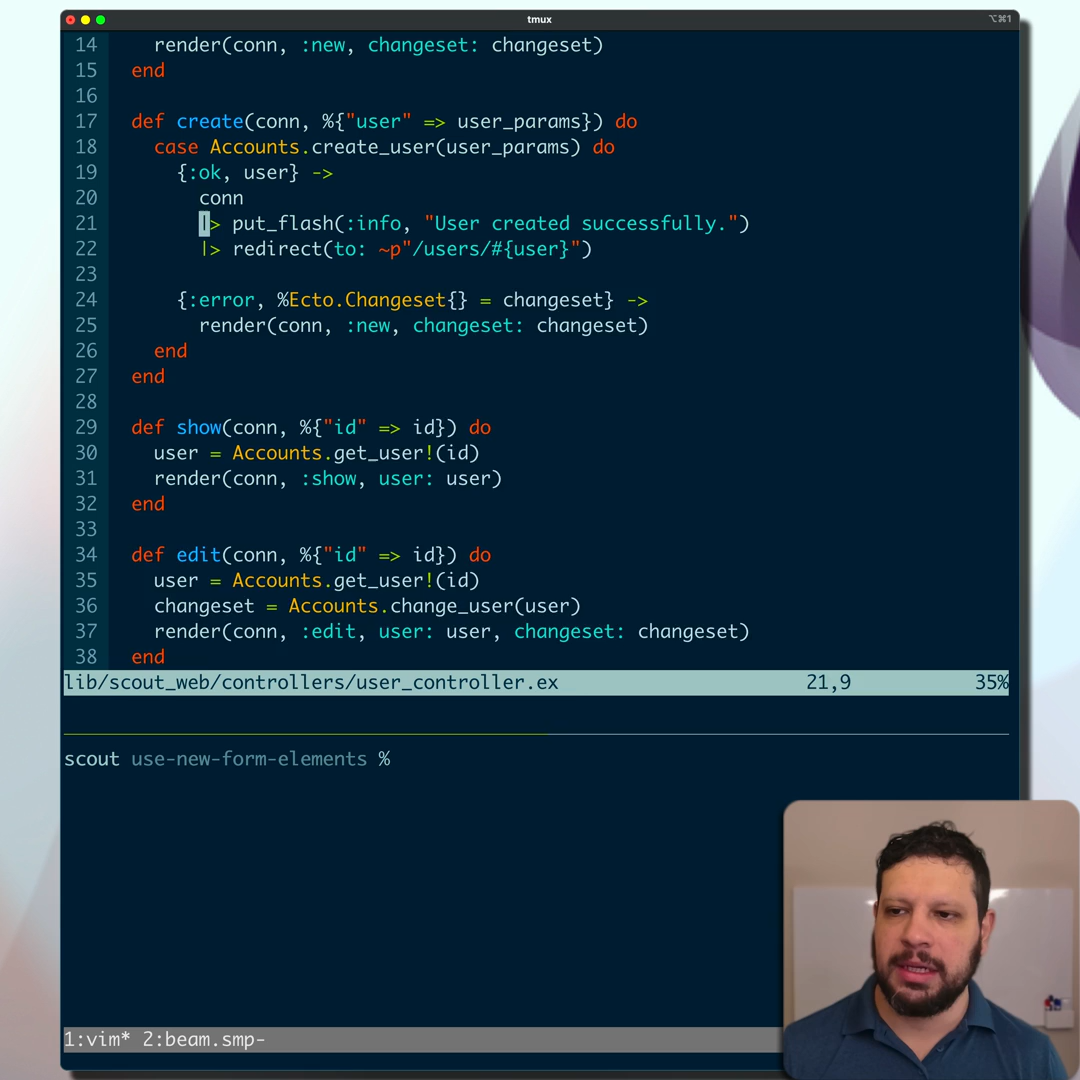 tmux
⌥⌘1
14 render(conn, :new, changeset: changeset)
15 end
16
17 def create(conn, %{"user" => user_params}) do
18 case Accounts.create_user(user_params) do
19 {:ok, user} ->
20 conn
21 |> put_flash(:info, "User created successfully.")
22 |> redirect(to: ~p"/users/#{user}")
23
24 {:error, %Ecto.Changeset{} = changeset} ->
25 render(conn, :new, changeset: changeset)
26 end
27 end
28
29 def show(conn, %{"id" => id}) do
30 user = Accounts.get_user!(id)
31 render(conn, :show, user: user)
32 end
33
34 def edit(conn, %{"id" => id}) do
35 user = Accounts.get_user!(id)
36 changeset = Accounts.change_user(user)
37 render(conn, :edit, user: user, changeset: changeset)
38 end
lib/scout_web/controllers/user_controller.ex 21,9 35%
scout use-new-form-elements %
1:vim* 2:beam.smp-